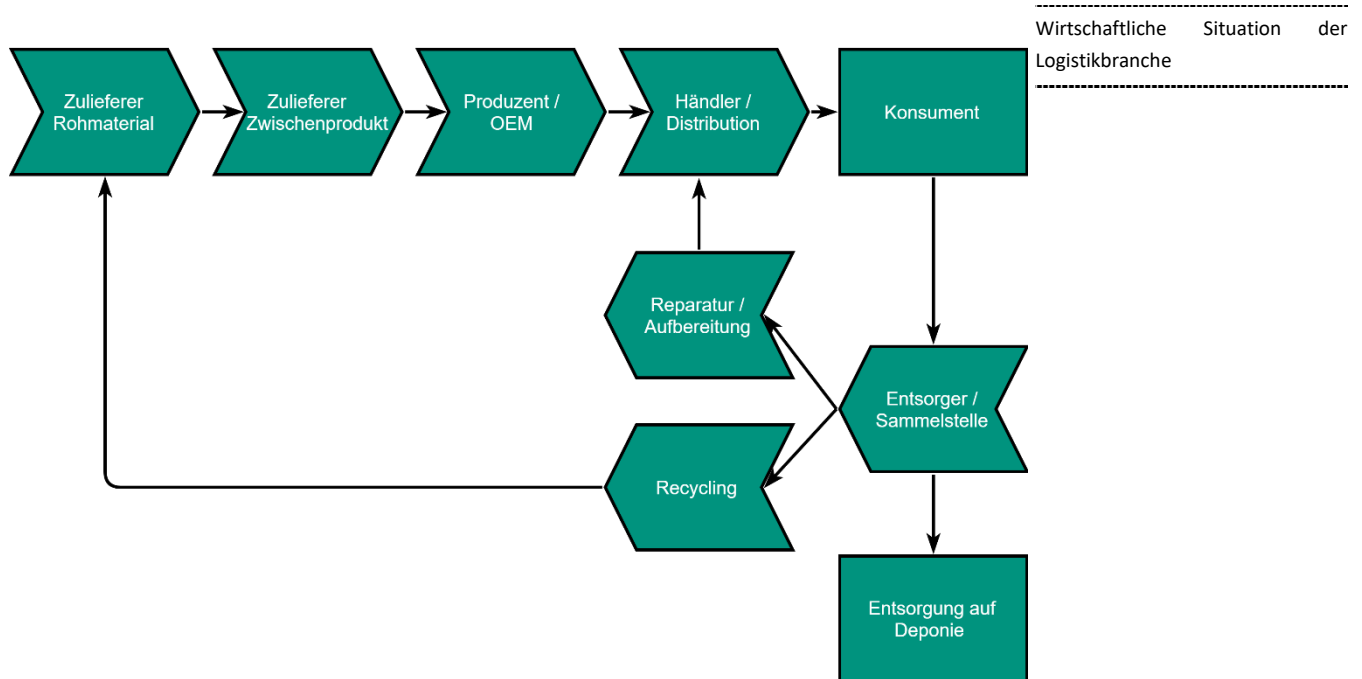 Wirtschaftliche Situation der
Logistikbranche
Zulieferer
Rohmaterial
Zulieferer
Zwischenprodukt
Produzent /
OEM
Händler /
Distribution
Konsument
Reparatur /
Aufbereitung
Entsorger /
Sammelstelle
Recycling
Entsorgung auf
Deponie